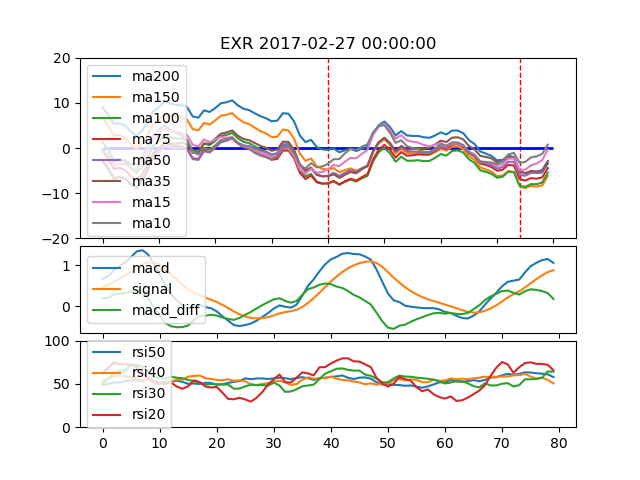 EXR 2017-02-27 00:00:00
20
10
0
−10
−20
ma200
ma150
ma100
ma75
ma50
ma35
ma15
ma10
1
0
macd
signal
macd_diff
100
50
0
rsi50
rsi40
rsi30
rsi20
0 10 20 30 40 50 60 70 80